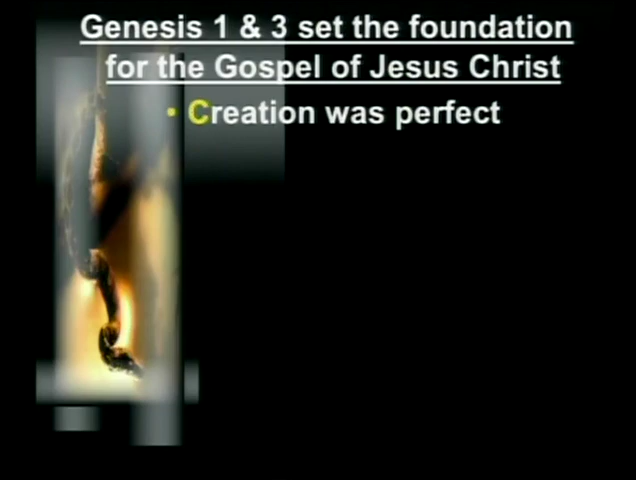 Genesis 1 & 3 set the foundation
for the Gospel of Jesus Christ
• Creation was perfect